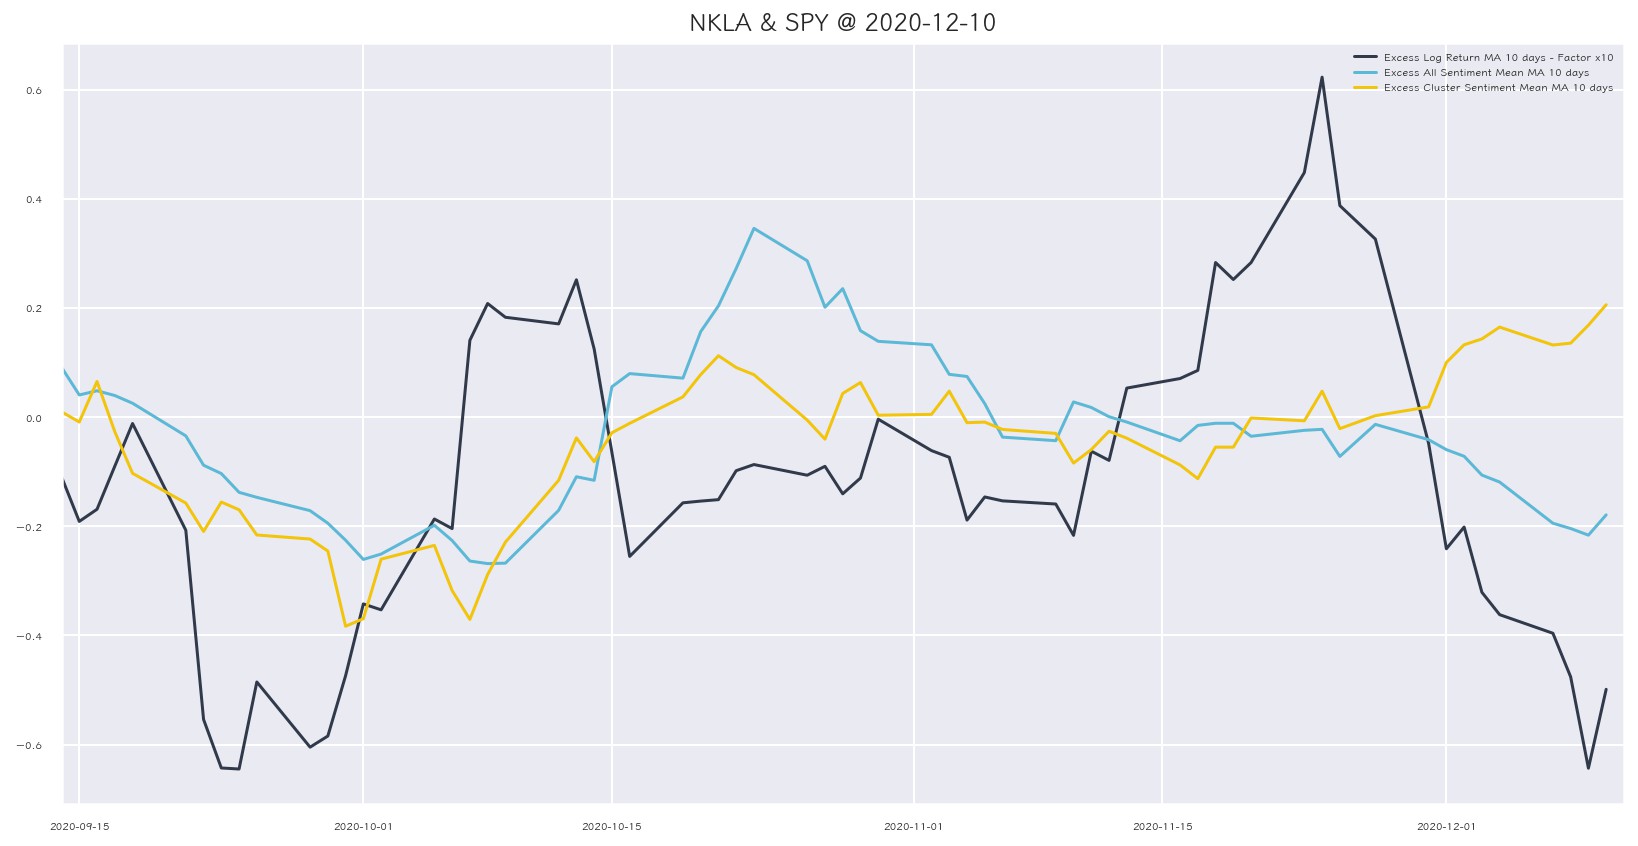 NKLA & SPY @ 2020-12-10
Excess Log Return MA 10 days - Factor x10
Excess All Sentiment Mean MA 10 days
Excess Cluster Sentiment Mean MA 10 days
0.6
0.4
0.2
0.0
−0.2
−0.4
−0.6
2020-09-15 2020-10-01 2020-10-15 2020-11-01 2020-11-15 2020-12-01